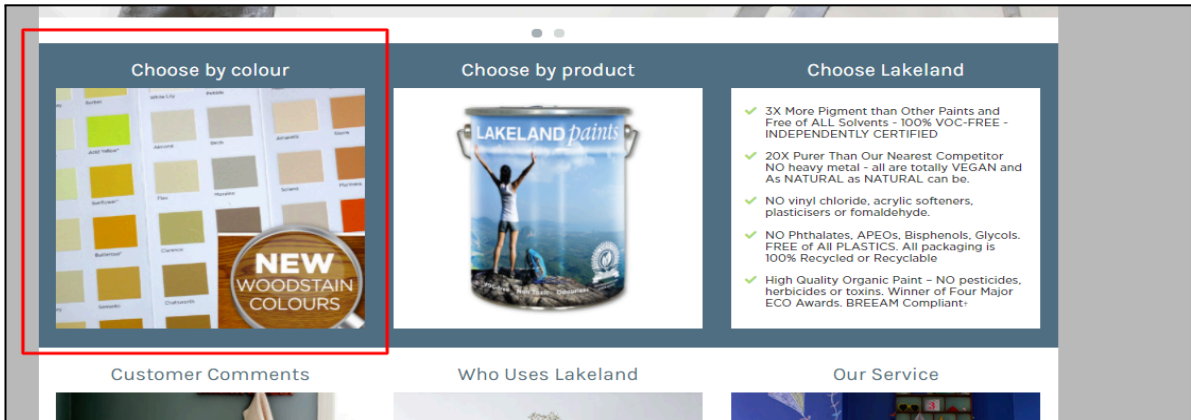 Choose by colour
Choose by product
Choose Lakeland
White Lily
Almond
Clarence
Chatsworth
NEW
WOODSTAIN
COLOURS
LAKELAND paints
3X More Pigment than Other Paints and
Free of ALL Solvents - 100% VOC-FREE -
INDEPENDENTLY CERTIFIED
20X Purer Than Our Nearest Competitor
NO heavy metal - all are totally VEGAN and
As NATURAL as NATURAL can be.
NO vinyl chloride, acrylic softeners,
plasticisers or fomaldehyde.
NO Phthalates, APEOs, Bisphenols, Glycols.
FREE of All PLASTICS. All packaging is
100% Recycled or Recyclable
High Quality Organic Paint – NO pesticides,
herbicides or toxins, Winner of Four Major
ECO Awards. BREEAM Compliant+
Customer Comments
Who Uses Lakeland
Our Service